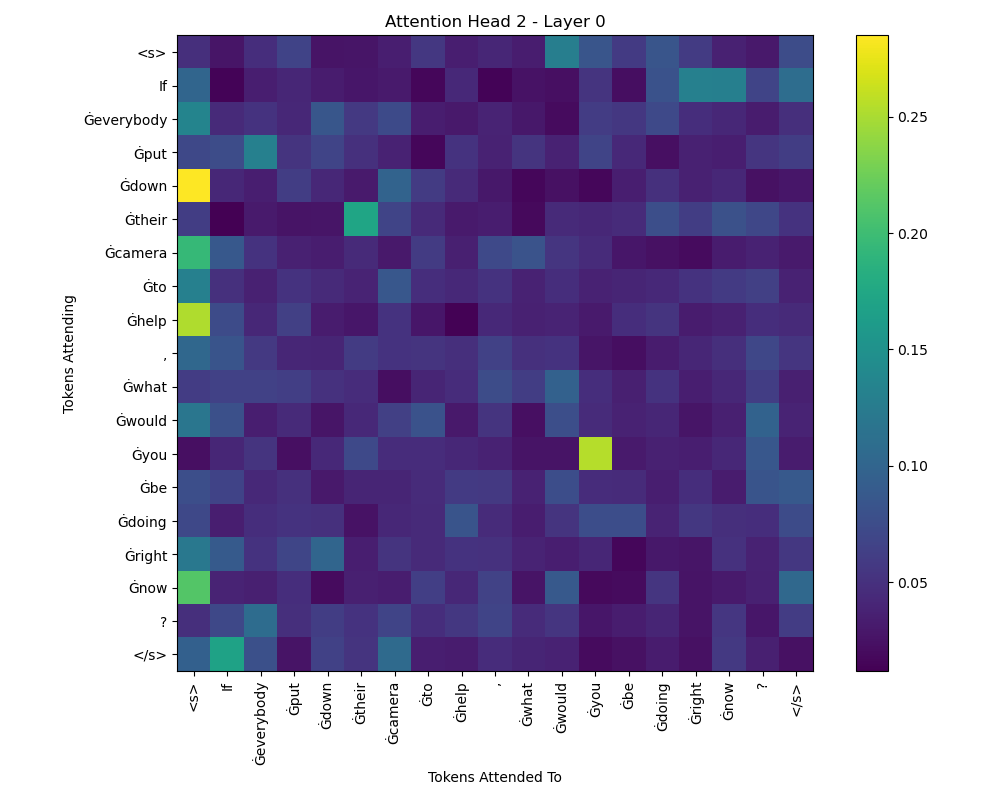 Attention Head 2 - Layer 0
Tokens Attending
<s>
If
Ġeverybody
Ġput
Ġdown
Ġtheir
Ġcamera
Ġto
Ġhelp
,
Ġwhat
Ġwould
Ġyou
Ġbe
Ġdoing
Ġright
Ġnow
?
</s>
<s>
If
Ġeverybody
Ġput
Ġdown
Ġtheir
Ġcamera
Ġto
Ġhelp
,
Ġwhat
Ġwould
Ġyou
Ġbe
Ġdoing
Ġright
Ġnow
?
</s>
Tokens Attended To
0.25
0.20
0.15
0.10
0.05